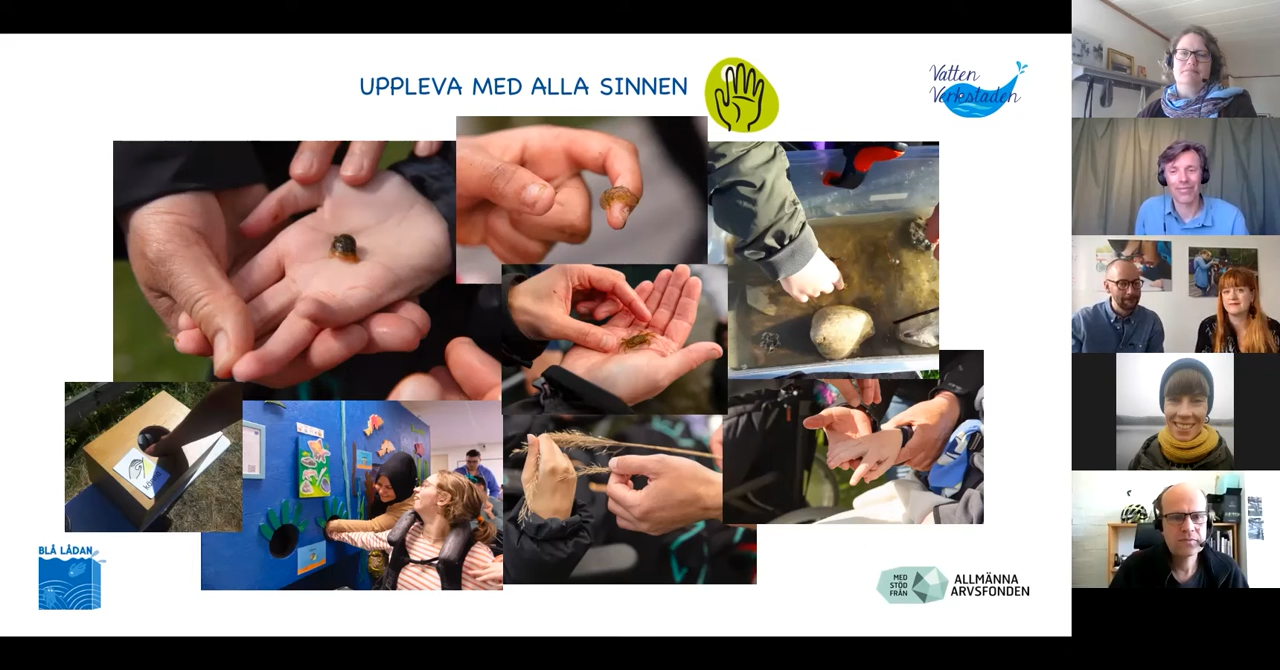 UPPLEVA MED ALLA SINNEN
Vatten
Verkstaden
BLÅ LÅDAN
MED
STÖD
FRÅN
ALLMÄNNA
ARVSFONDEN